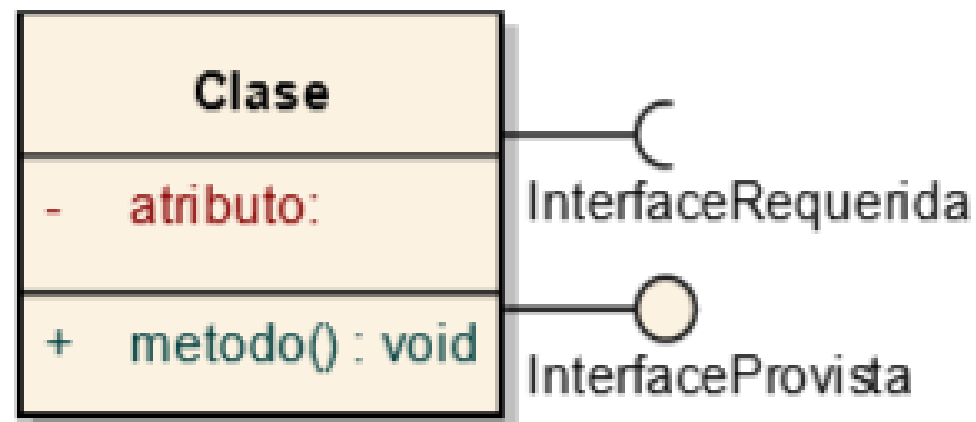 Clase
- atributo:
+ metodo() : void
InterfaceRequerida
InterfaceProvista